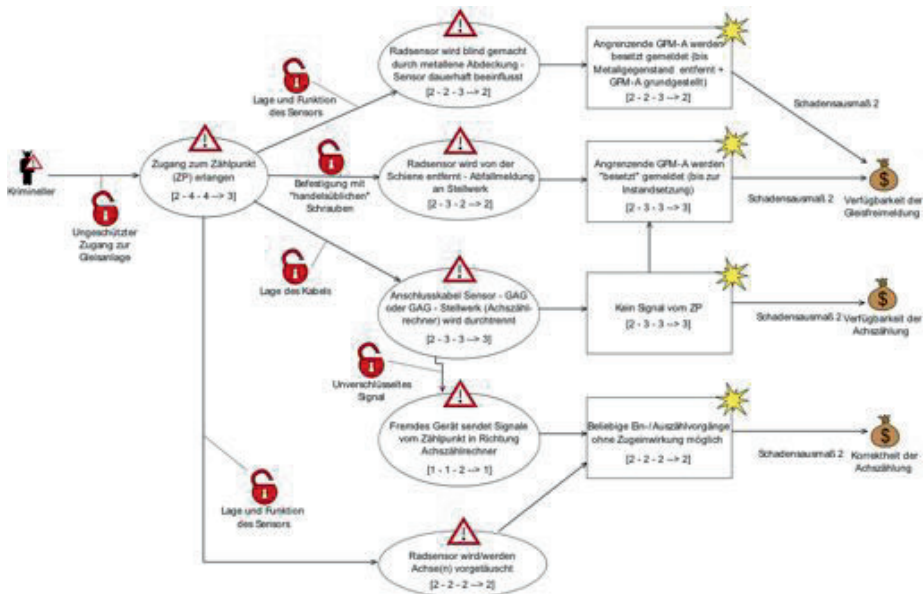 Krimineller
Ungeschützter
Zugang zur
Gleisanlage
Zugang zum Zählpunkt
(ZP) erlangen
[2 - 4 - 4 --> 3]
Lage und Funktion
des Sensors
Radsensor wird blind gemacht
durch metallene Abdeckung -
Sensor dauerhaft beeinflusst
[2 - 2 - 3 --> 2]
Angrenzende GFM-A werden
besetzt gemeldet (bis
Metallgegenstand entfernt +
GFM-A grundgestellt)
[2 - 2 - 3 --> 2]
Schadensausmaß 2
Befestigung mit
"handelsüblichen"
Schrauben
Radsensor wird von der
Schiene entfernt - Abfallmeldung
an Stellwerk
[2 - 3 - 2 --> 2]
Angrenzende GFM-A werden
"besetzt" gemeldet (bis zur
Instandsetzung)
[2 - 3 - 3 --> 3]
Schadensausmaß 2
Verfügbarkeit der
Gleisfreimeldung
Lage des Kabels
Anschlusskabel Sensor - GAG
oder GAG - Stellwerk (Achszähl-
rechner) wird durchtrennt
[2 - 3 - 3 --> 3]
Kein Signal vom ZP
[2 - 3 - 3 --> 3]
Schadensausmaß 2
Verfügbarkeit der
Achszählung
Unverschlüsseltes
Signal
Fremdes Gerät sendet Signale
vom Zählpunkt in Richtung
Achszählrechner
[1 - 1 - 2 --> 1]
Beliebige Ein-/Auszählvorgänge
ohne Zugeinwirkung möglich
[2 - 2 - 2 --> 2]
Schadensausmaß 2
Korrektheit der
Achszählung
Lage und Funktion
des Sensors
Radsensor wird/werden
Achse(n) vorgetäuscht
[2 - 2 - 2 --> 2]